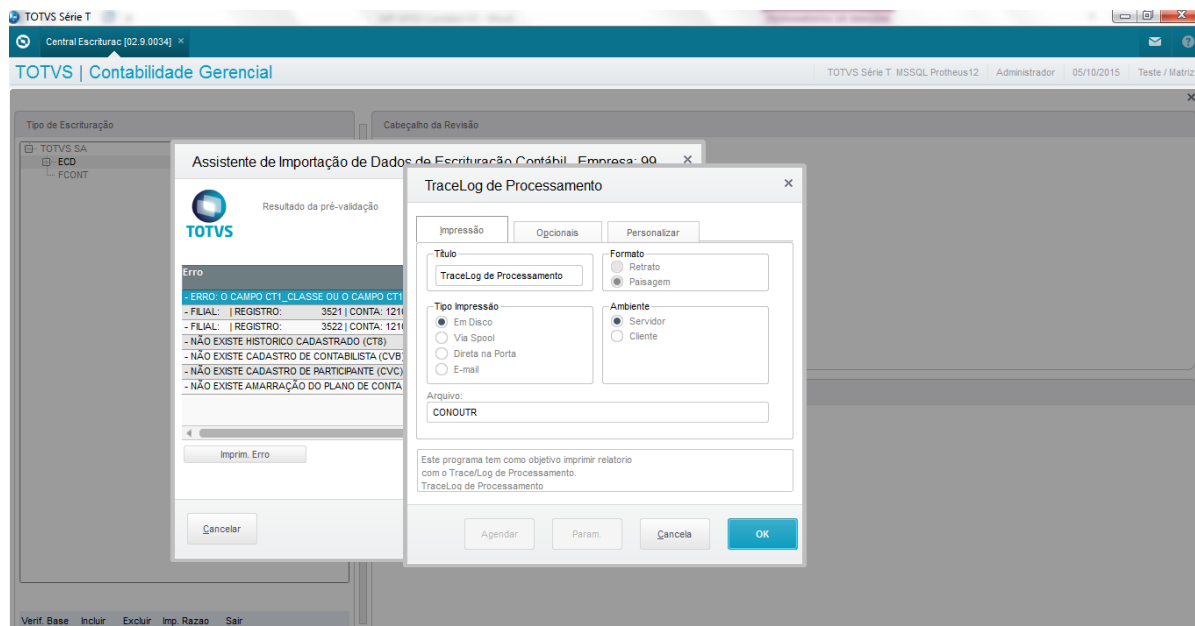 TOTVS Série T
Central Escriturac [02.9.0034] ×
TOTVS | Contabilidade Gerencial
TOTVS Série T MSSQL Protheus12 Administrador 05/10/2015 Teste / Matriz
Tipo de Escrituração
Cabeçalho da Revisão
TOTVS SA
ECD
FCONT
Assistente de Importação de Dados de Escrituração Contábil Empresa: 99
TOTVS
Resultado da pré-validação
Erro
- ERRO: O CAMPO CT1_CLASSE OU O CAMPO CT1
- FILIAL: | REGISTRO: 3521 | CONTA: 1210
- FILIAL: | REGISTRO: 3522 | CONTA: 1210
- NÃO EXISTE HISTORICO CADASTRADO (CT8)
- NÃO EXISTE CADASTRO DE CONTABILISTA (CVB)
- NÃO EXISTE CADASTRO DE PARTICIPANTE (CVC)
- NÃO EXISTE AMARRAÇÃO DO PLANO DE CONTA
Imprim. Erro
Cancelar
TraceLog de Processamento
Impressão
Opcionais
Personalizar
Título
TraceLog de Processamento
Formato
Retrato
Paisagem
Tipo Impressão
Em Disco
Via Spool
Direta na Porta
E-mail
Ambiente
Servidor
Cliente
Arquivo:
CONOUTR
Este programa tem como objetivo imprimir relatorio
com o Trace/Log de Processamento.
TraceLog de Processamento
Agendar
Param.
Cancela
OK
Verif. Base Incluir Excluir Imp. Razao Sair